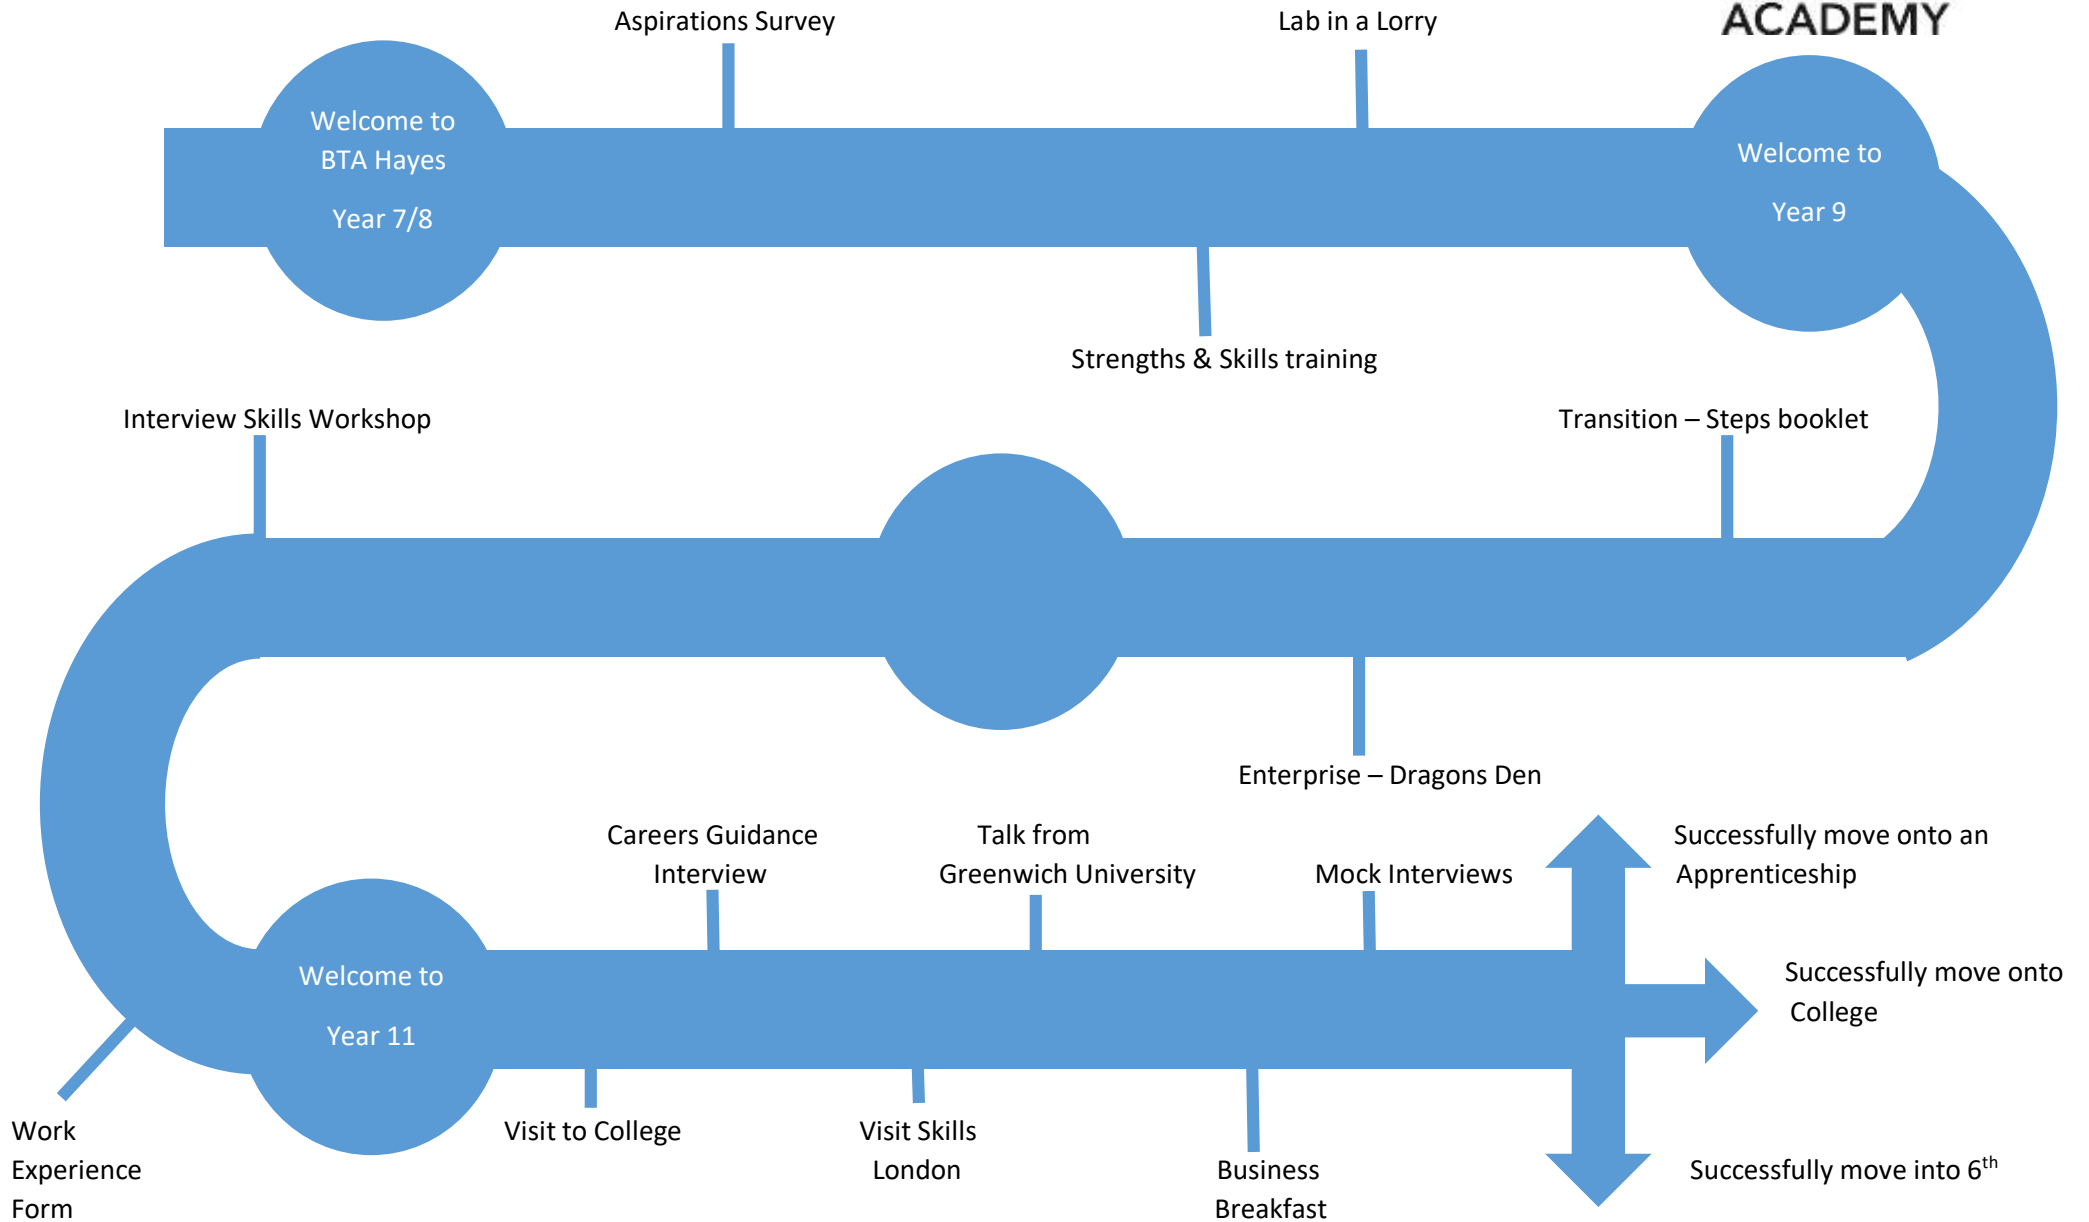 ACADEMY
Aspirations Survey
Lab in a Lorry
Welcome to
BTA Hayes
Year 7/8
Welcome to
Year 9
Strengths & Skills training
Interview Skills Workshop
Transition – Steps booklet
Enterprise – Dragons Den
Careers Guidance
Interview
Talk from
Greenwich University
Mock Interviews
Successfully move onto an
Apprenticeship
Welcome to
Year 11
Successfully move onto
College
Work
Experience
Form
Visit to College
Visit Skills
London
Business
Breakfast
Successfully move into 6th